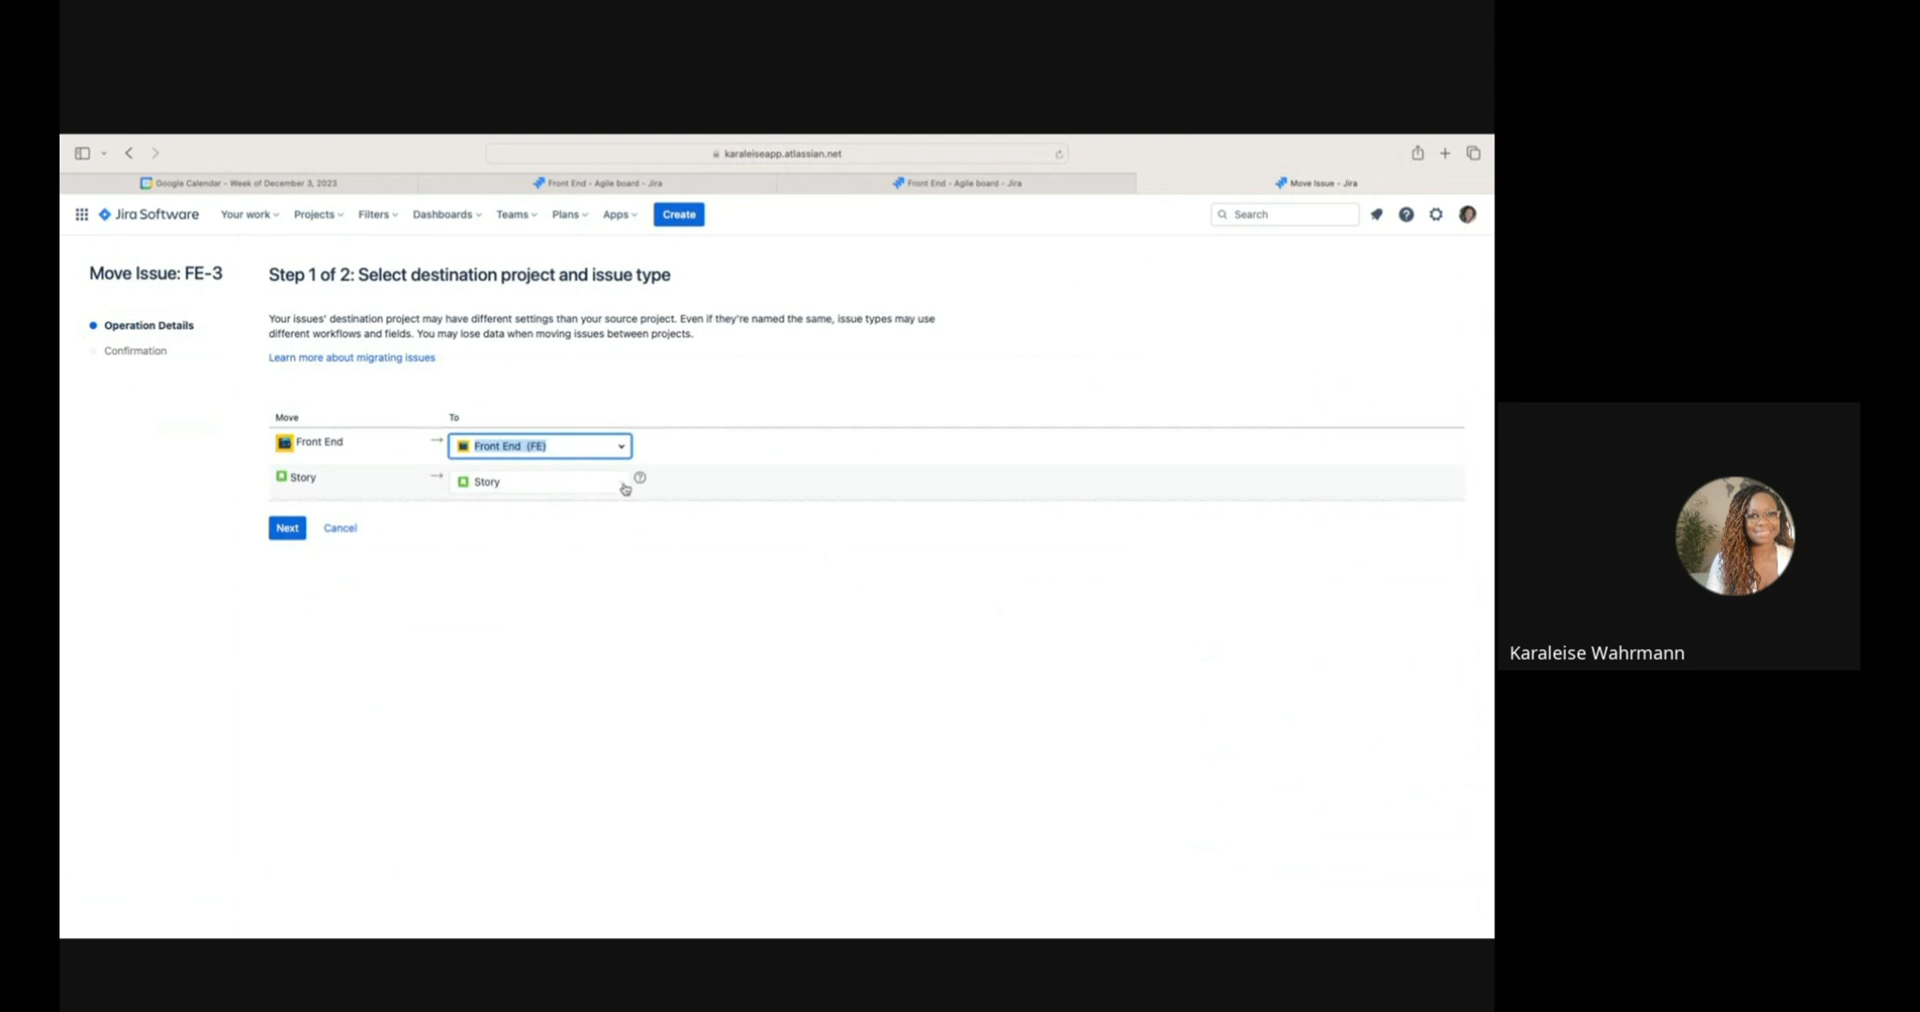 karaleiseapp.atlassian.net
Google Calendar - Week of December 3, 2023
Front End - Agile board - Jira
Front End - Agile board - Jira
Move Issue - Jira
Jira Software
Your work
Projects
Filters
Dashboards
Teams
Plans
Apps
Create
Search
Move Issue: FE-3
Operation Details
Confirmation
Step 1 of 2: Select destination project and issue type
Your issues' destination project may have different settings than your source project. Even if they're named the same, issue types may use
different workflows and fields. You may lose data when moving issues between projects.
Learn more about migrating issues
Move To
Front End → Front End (FE)
Story → Story
Next Cancel
Karaleise Wahrmann